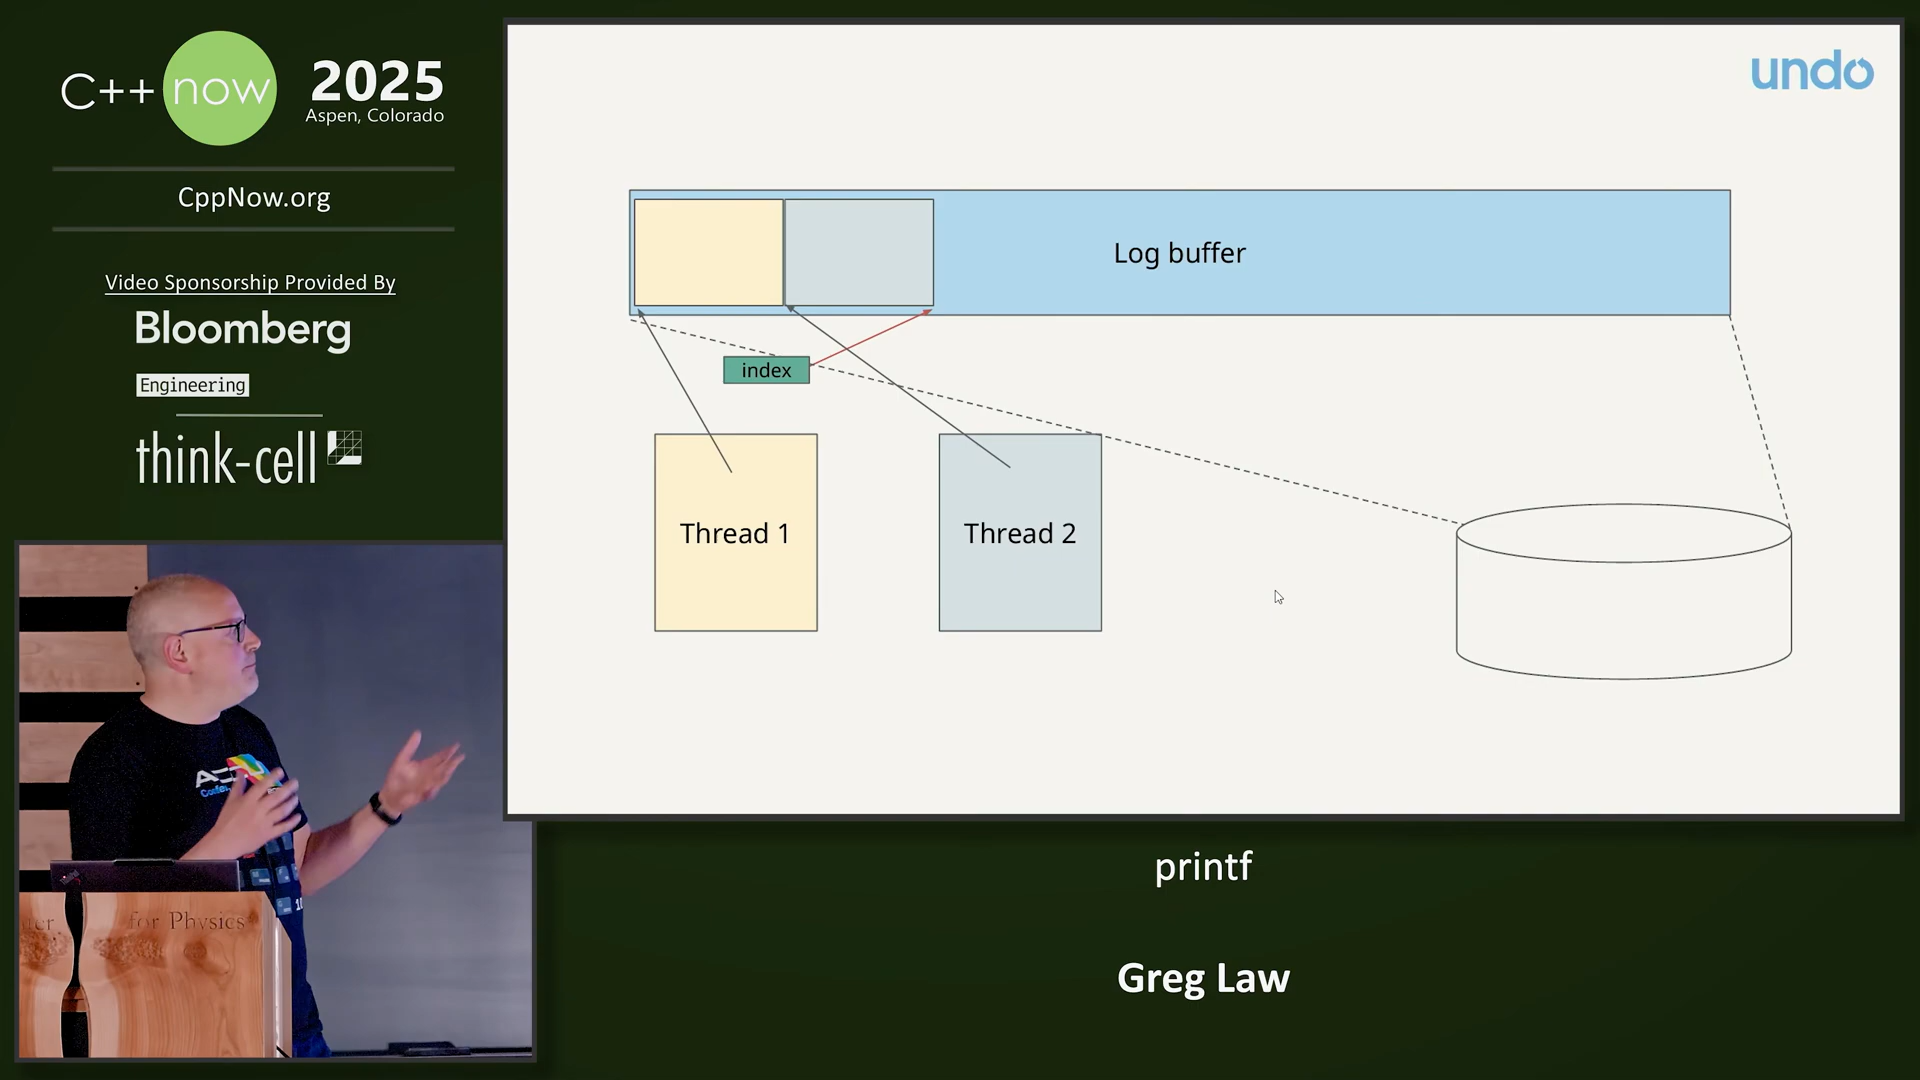 C++ now
2025
Aspen, Colorado
CppNow.org
Video Sponsorship Provided By
Bloomberg
Engineering
think-cell
undo
Log buffer
index
Thread 1
Thread 2
for Physics
printf
Greg Law